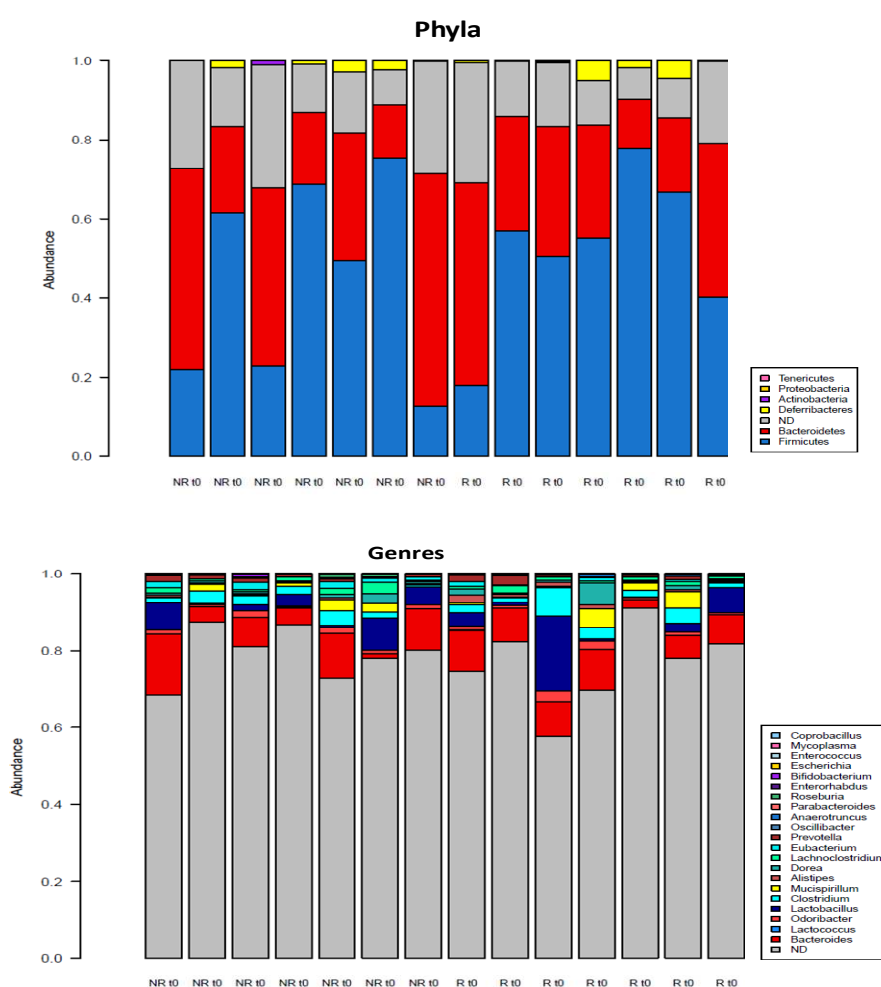 Phyla
1.0
0.8
0.6
0.4
0.2
0.0
Abundance
NR t0 NR t0 NR t0 NR t0 NR t0 NR t0 NR t0 R t0 R t0 R t0 R t0 R t0 R t0 R t0
Tenericutes
Proteobacteria
Actinobacteria
Deferribacteres
ND
Bacteroidetes
Firmicutes
Genres
1.0
0.8
0.6
0.4
0.2
0.0
Abundance
NR t0 NR t0 NR t0 NR t0 NR t0 NR t0 NR t0 R t0 R t0 R t0 R t0 R t0 R t0 R t0
Coprobacillus
Mycoplasma
Enterococcus
Escherichia
Bifidobacterium
Enterorhabdus
Roseburia
Parabacteroides
Anaerotruncus
Oscillibacter
Prevotella
Eubacterium
Lachnoclostridium
Dorea
Alistipes
Mucispirillum
Clostridium
Lactobacillus
Odoribacter
Lactococcus
Bacteroides
ND